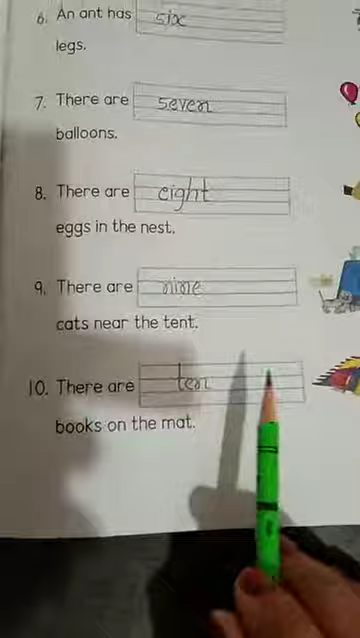 6. An ant has six
legs.
7. There are seven
balloons.
8. There are eight
eggs in the nest.
9. There are nine
cats near the tent.
10. There are ten
books on the mat.